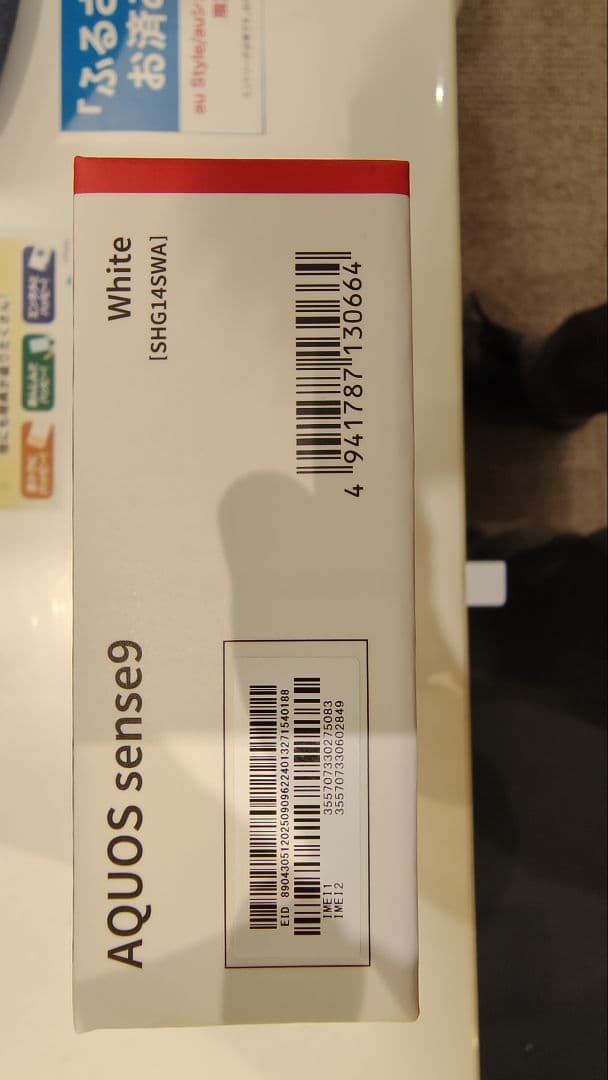 AQUOS sense9
White
[SHG14SWA]
EID 89043051202509096224013271540188
IMEI1 355707330275083
IMEI2 355707330602849
4 941787 130664
「ふるさ
お済
au Style/au